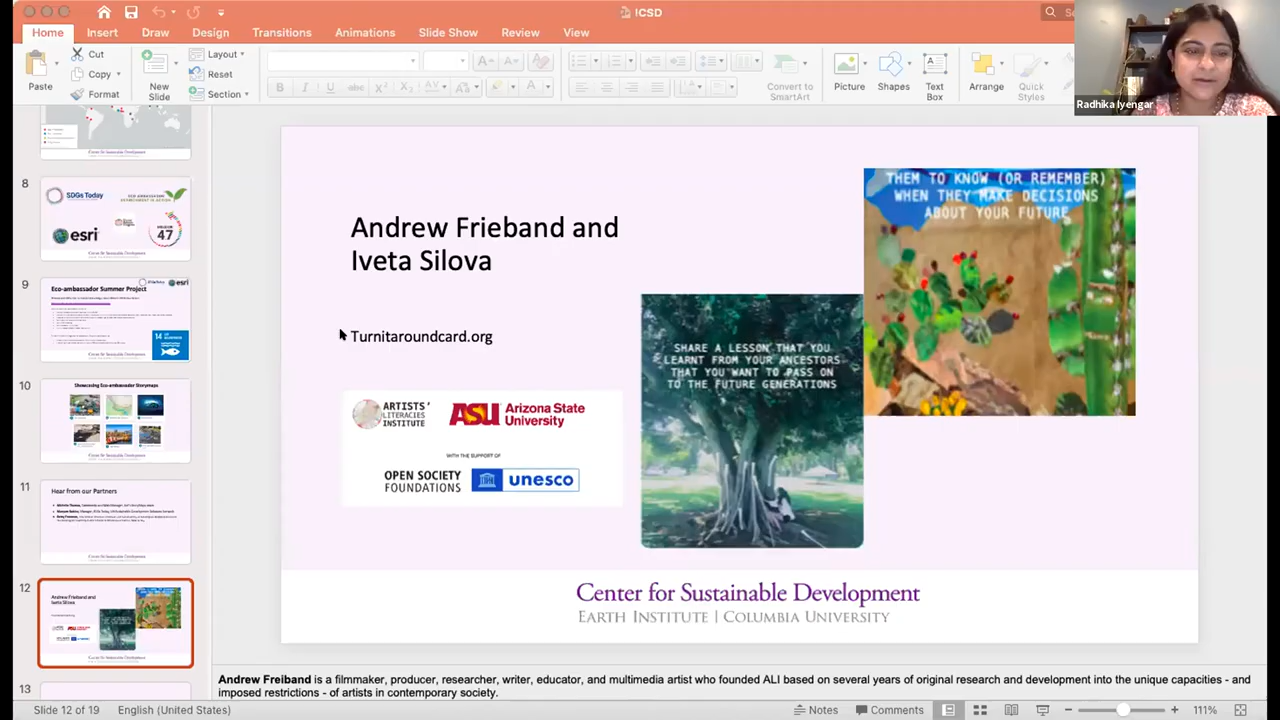 ICSD
Home Insert Draw Design Transitions Animations Slide Show Review View
Paste
Cut
Copy
Format
New
Slide
Layout
Reset
Section
Convert to
SmartArt
Picture
Shapes
Text
Box
Arrange
Quick
Styles
Radhika Iyengar
8
SDGs Today
esri
47
9
Eco-ambassador Summer Project
esri
14
10
Showcasing Eco-ambassador Storymaps
11
Hear from our Partners
12
Andrew Frieband and
Iveta Silova
13
Andrew Frieband and
Iveta Silova
Turnitaroundcard.org
ARTISTS'
LITERACIES
INSTITUTE
ASU Arizona State
University
WITH THE SUPPORT OF
OPEN SOCIETY
FOUNDATIONS
unesco
SHARE A LESSON THAT YOU
LEARNT FROM YOUR ANCESTORS
THAT YOU WANT TO PASS ON
TO THE FUTURE GENERATIONS
THEM TO KNOW (OR REMEMBER)
WHEN THEY MAKE DECISIONS
ABOUT YOUR FUTURE
Center for Sustainable Development
EARTH INSTITUTE | COLUMBIA UNIVERSITY
Andrew Freiband is a filmmaker, producer, researcher, writer, educator, and multimedia artist who founded ALI based on several years of original research and development into the unique capacities - and
imposed restrictions - of artists in contemporary society.
Slide 12 of 19 English (United States) Notes Comments 111%